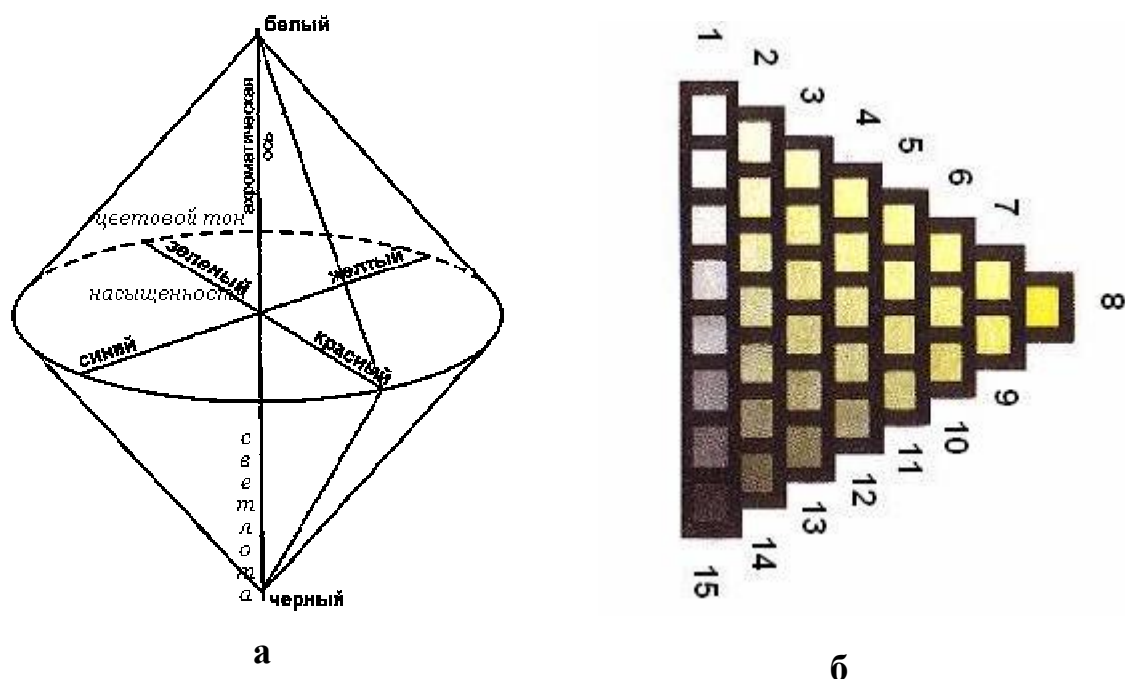 белый
ахроматическая
ось
цветовой тон
зеленый
желтый
насыщенность
синий
красный
светлота
черный
а
1
2
3
4
5
6
7
8
9
10
11
12
13
14
15
б